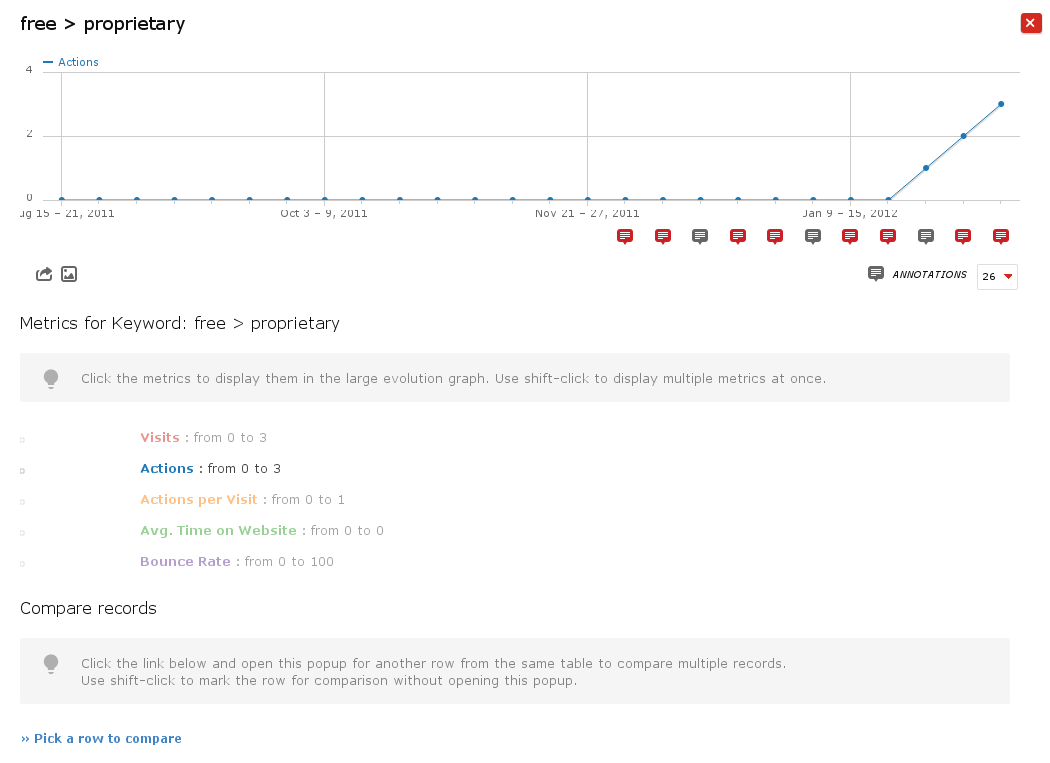 free > proprietary
Actions
4
2
0
ug 15 – 21, 2011
Oct 3 – 9, 2011
Nov 21 – 27, 2011
Jan 9 – 15, 2012
ANNOTATIONS
26
Metrics for Keyword: free > proprietary
Click the metrics to display them in the large evolution graph. Use shift-click to display multiple metrics at once.
Visits : from 0 to 3
Actions : from 0 to 3
Actions per Visit : from 0 to 1
Avg. Time on Website : from 0 to 0
Bounce Rate : from 0 to 100
Compare records
Click the link below and open this popup for another row from the same table to compare multiple records.
Use shift-click to mark the row for comparison without opening this popup.
» Pick a row to compare